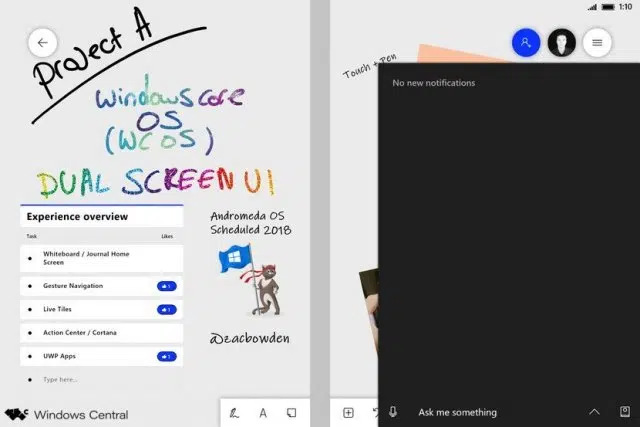 1:10
Project A
Windows core
OS
(WCOS)
DUAL SCREEN UI
Experience overview
Task Likes
Whiteboard / Journal Home
Screen
Gesture Navigation 1
Live Tiles 1
Action Center / Cortana
UWP Apps 1
Type here...
Andromeda OS
Scheduled 2018
@zacbowden
Windows Central
A
Touch + Pen
No new notifications
Ask me something